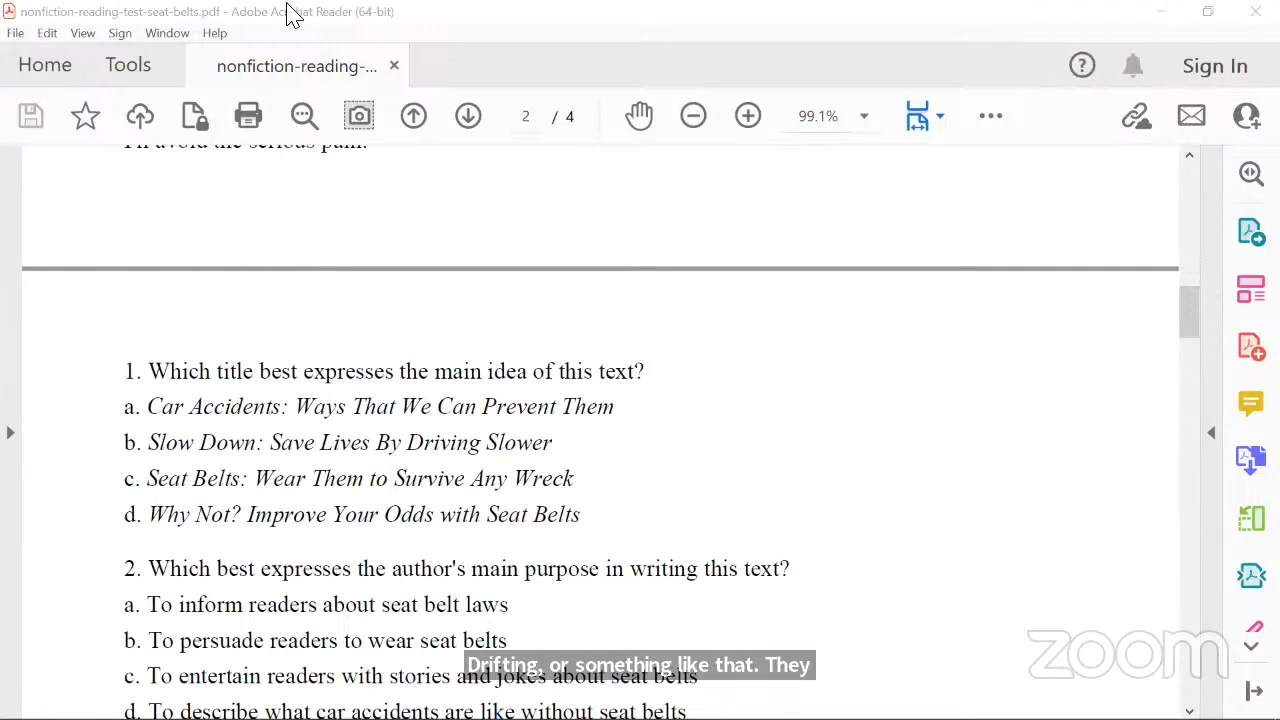 nonfiction-reading-test-seat-belts.pdf - Adobe Acrobat Reader (64-bit)
File Edit View Sign Window Help
Home Tools nonfiction-reading-... Sign In
2 / 4 99.1%
I'll avoid the serious pain.
1. Which title best expresses the main idea of this text?
a. Car Accidents: Ways That We Can Prevent Them
b. Slow Down: Save Lives By Driving Slower
c. Seat Belts: Wear Them to Survive Any Wreck
d. Why Not? Improve Your Odds with Seat Belts
2. Which best expresses the author's main purpose in writing this text?
a. To inform readers about seat belt laws
b. To persuade readers to wear seat belts
c. To entertain readers with stories and jokes about seat belts
d. To describe what car accidents are like without seat belts
Drifting, or something like that. They
zoom